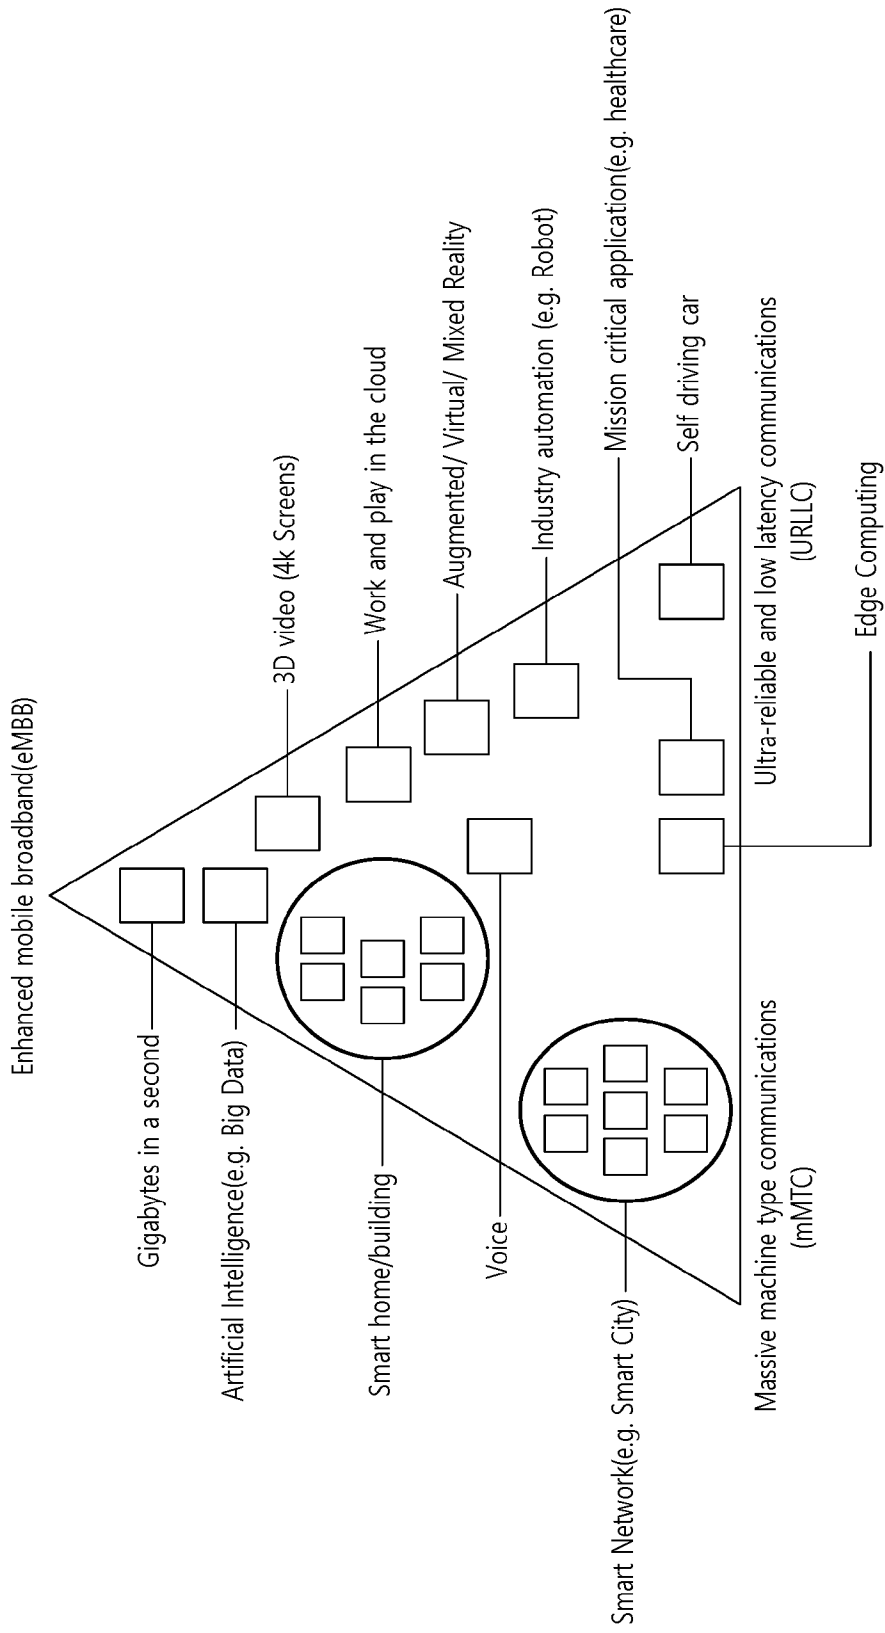 Enhanced mobile broadband(eMBB)
Gigabytes in a second
Artificial Intelligence(e.g. Big Data)
Smart home/building
Voice
Smart Network(e.g. Smart City)
3D video (4k Screens)
Work and play in the cloud
Augmented/ Virtual/ Mixed Reality
Industry automation (e.g. Robot)
Mission critical application(e.g. healthcare)
Self driving car
Massive machine type communications
(mMTC)
Ultra-reliable and low latency communications
(URLLC)
Edge Computing